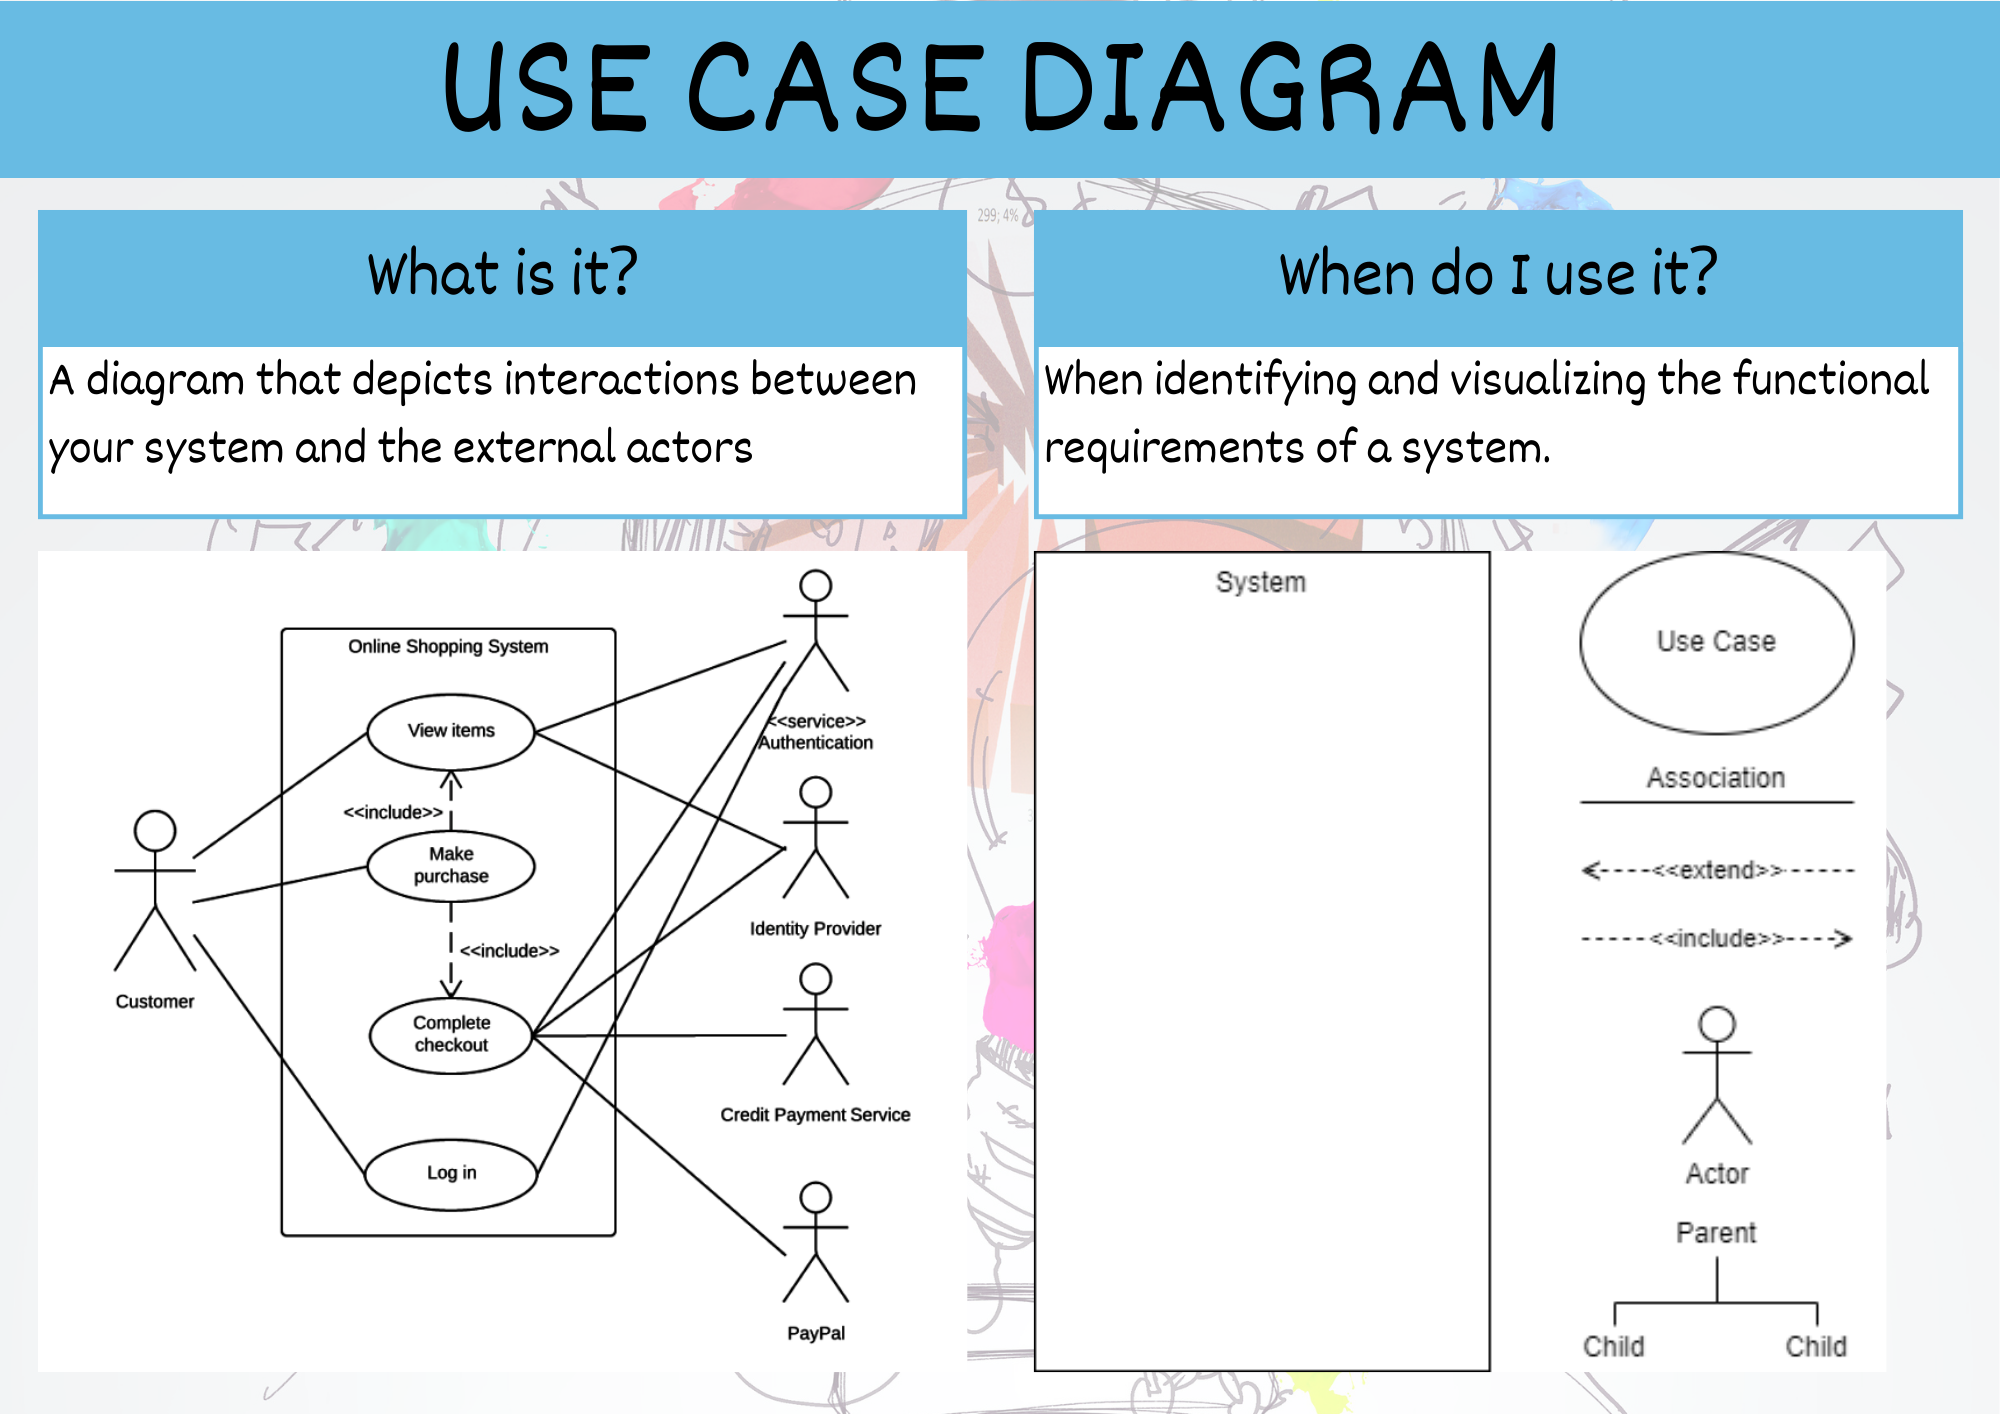 USE CASE DIAGRAM
299; 4%
What is it?
A diagram that depicts interactions between
your system and the external actors
When do I use it?
When identifying and visualizing the functional
requirements of a system.
Online Shopping System
View items
<<include>>
Make
purchase
<<include>>
Complete
checkout
Log in
Customer
<<service>>
Authentication
Identity Provider
Credit Payment Service
PayPal
System
Use Case
Association
<<extend>>
<<include>>
Actor
Parent
Child
Child